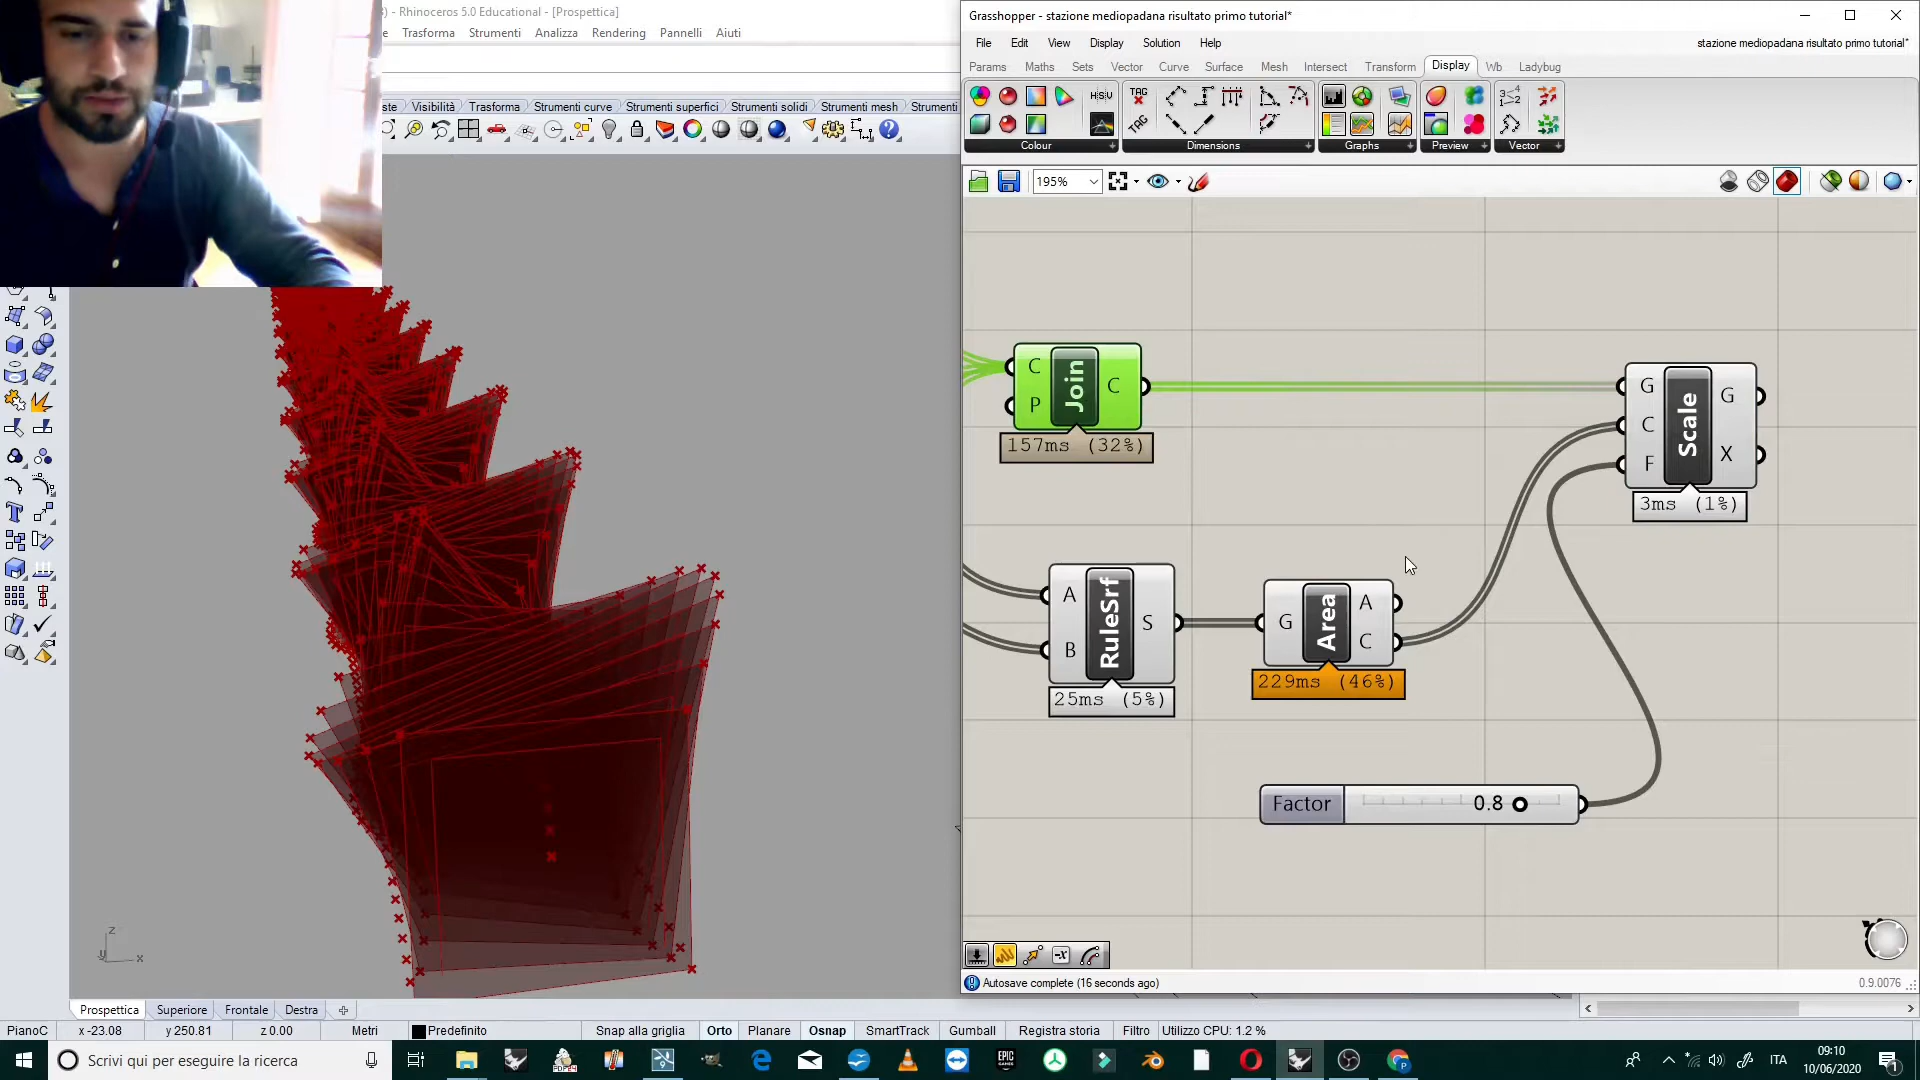 ) - Rhinoceros 5.0 Educational - [Prospettica]
e Trasforma Strumenti Analizza Rendering Pannelli Aiuti
ste Visibilità Trasforma Strumenti curve Strumenti superfici Strumenti solidi Strumenti mesh Strumenti
Grasshopper - stazione mediopadana risultato primo tutorial*
File Edit View Display Solution Help
stazione mediopadana risultato primo tutorial*
Params Maths Sets Vector Curve Surface Mesh Intersect Transform Display Wb Ladybug
HSV
TAG
TAG
Colour Dimensions Graphs Preview Vector
195%
C
P
Join
C
157ms (32%)
G
C
F
Scale
G
X
3ms (1%)
A
B
RuleSrf
S
25ms (5%)
G
Area
A
C
229ms (46%)
Factor 0.8
Autosave complete (16 seconds ago)
0.9.0076
z
y
x
Prospettica Superiore Frontale Destra
PianoC x -23.08 y 250.81 z 0.00 Metri Predefinito Snap alla griglia Orto Planare Osnap SmartTrack Gumball Registra storia Filtro Utilizzo CPU: 1.2 %
Scrivi qui per eseguire la ricerca
EPIC GAMES
ITA
09:10
10/06/2020
1